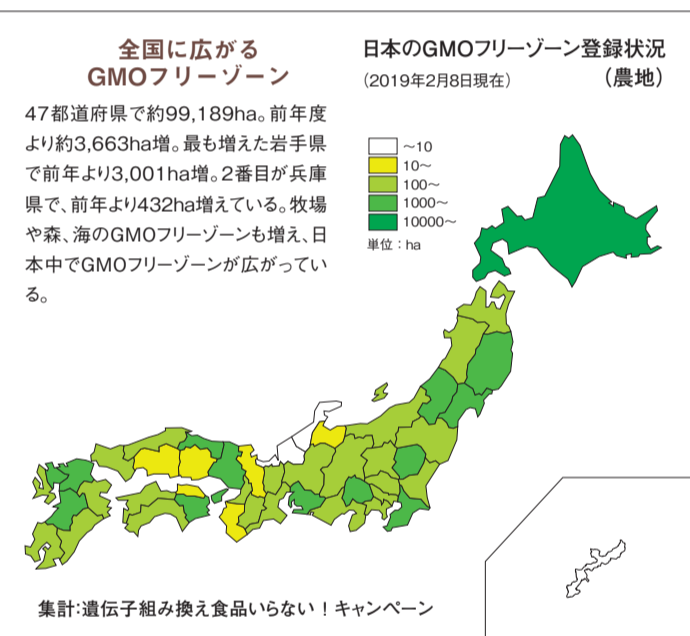 全国に広がる
GMOフリーゾーン
47都道府県で約99,189ha。前年度
より約3,663ha増。最も増えた岩手県
で前年より3,001ha増。2番目が兵庫
県で、前年より432ha増えている。牧場
や森、海のGMOフリーゾーンも増え、日
本中でGMOフリーゾーンが広がってい
る。
日本のGMOフリーゾーン登録状況
（2019年2月8日現在） （農地）
〜10
10〜
100〜
1000〜
10000〜
単位：ha
集計：遺伝子組み換え食品いらない！キャンペーン